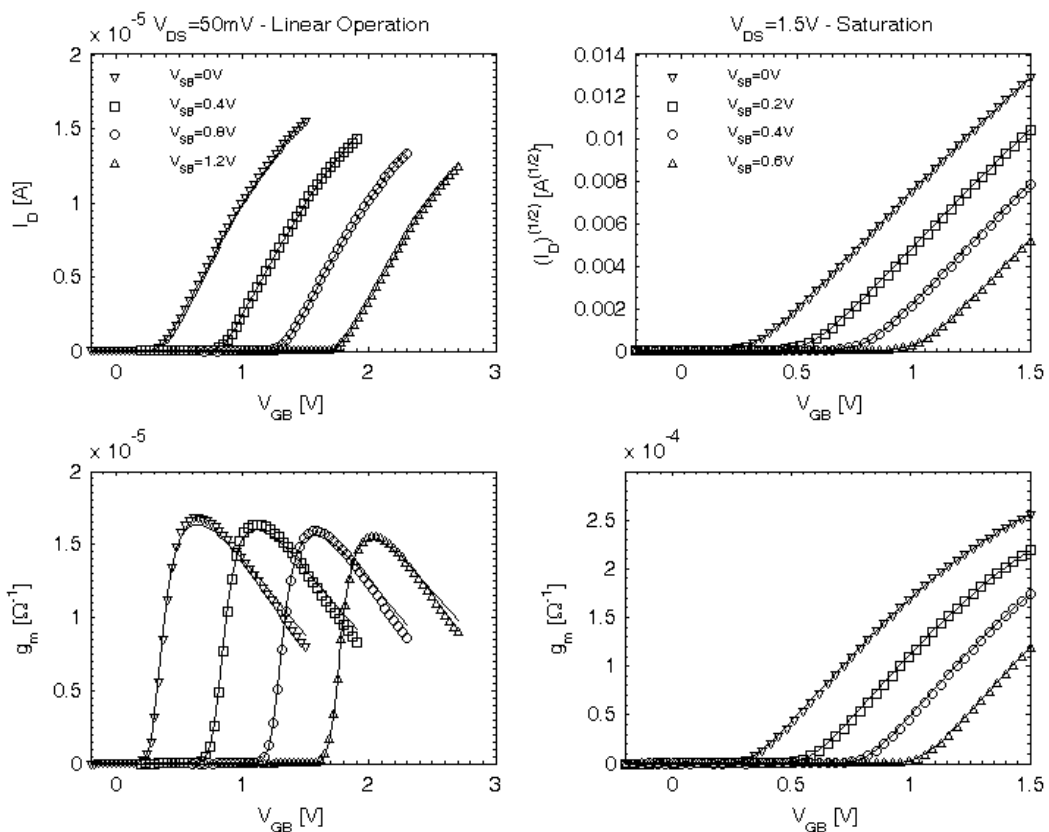 x 10⁻⁵ V_DS=50mV - Linear Operation
2
1.5
1
0.5
0
I_D [A]
V_SB=0V
V_SB=0.4V
V_SB=0.8V
V_SB=1.2V
0 1 2 3
V_GB [V]
V_DS=1.5V - Saturation
0.014
0.012
0.01
0.008
0.006
0.004
0.002
0
(I_D)^(1/2) [A^(1/2)]
V_SB=0V
V_SB=0.2V
V_SB=0.4V
V_SB=0.6V
0 0.5 1 1.5
V_GB [V]
x 10⁻⁵
2
1.5
1
0.5
0
g_m [Ω⁻¹]
0 1 2 3
V_GB [V]
x 10⁻⁴
2.5
2
1.5
1
0.5
0
g_m [Ω⁻¹]
0 0.5 1 1.5
V_GB [V]